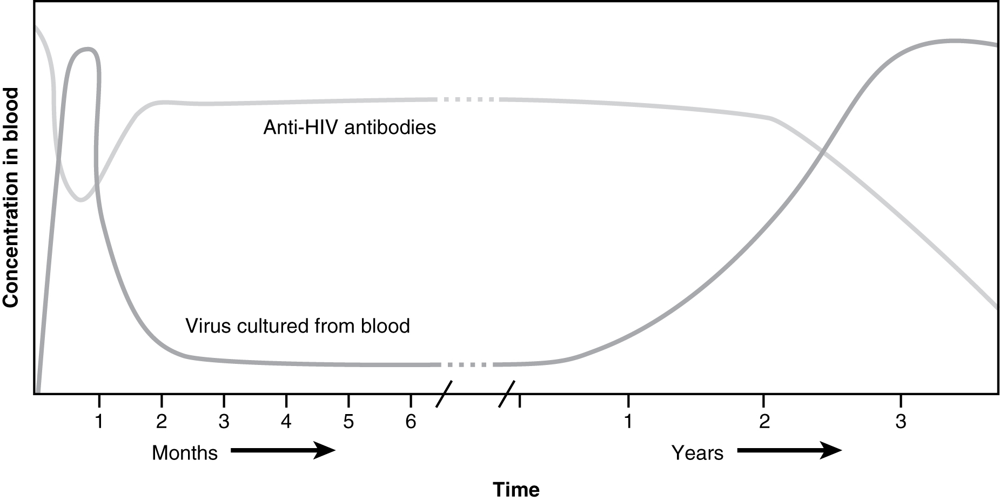 Concentration in blood
Anti-HIV antibodies
Virus cultured from blood
1 2 3 4 5 6 1 2 3
Months Years
Time